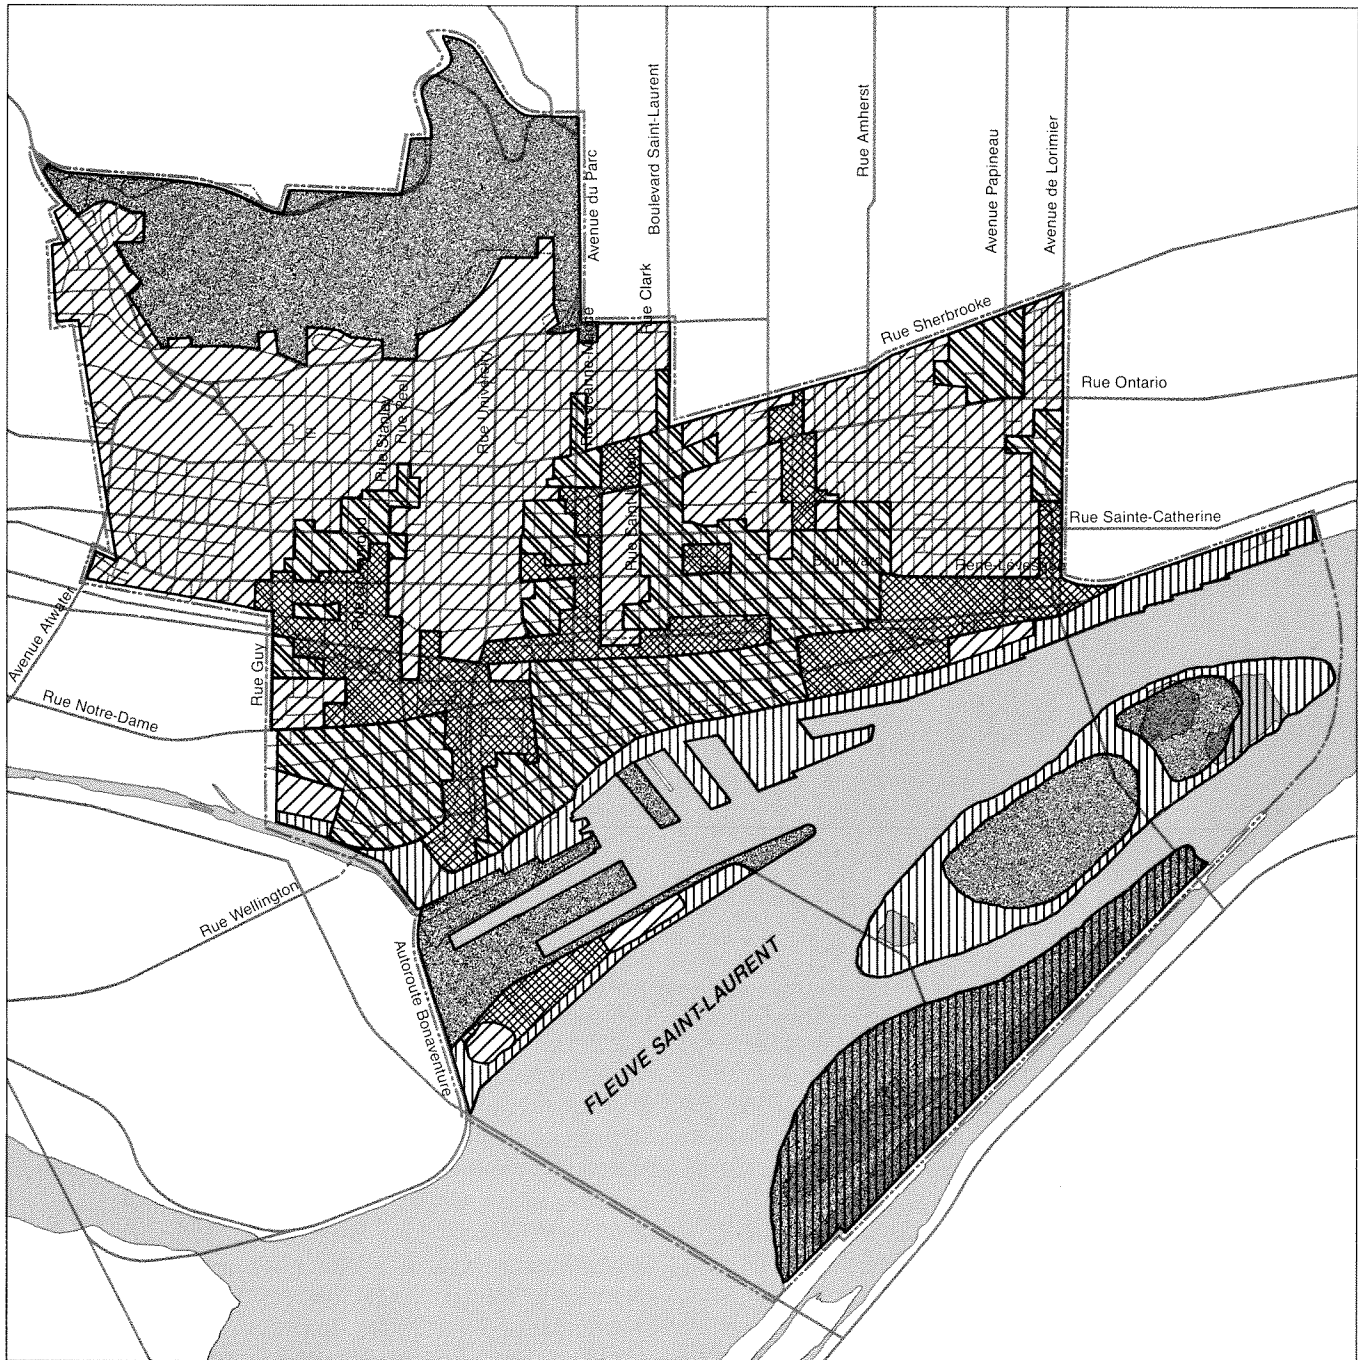 Avenue du Parc
Boulevard Saint-Laurent
Rue Amherst
Avenue Papineau
Avenue de Lorimier
Rue Clark
Rue Sherbrooke
Rue Ontario
Rue Stanley
Rue Peel
Rue University
Rue Sainte-Catherine
Boulevard René-Lévesque
Avenue Atwater
Rue Guy
Rue Notre-Dame
Rue Wellington
Autoroute Bonaventure
FLEUVE SAINT-LAURENT